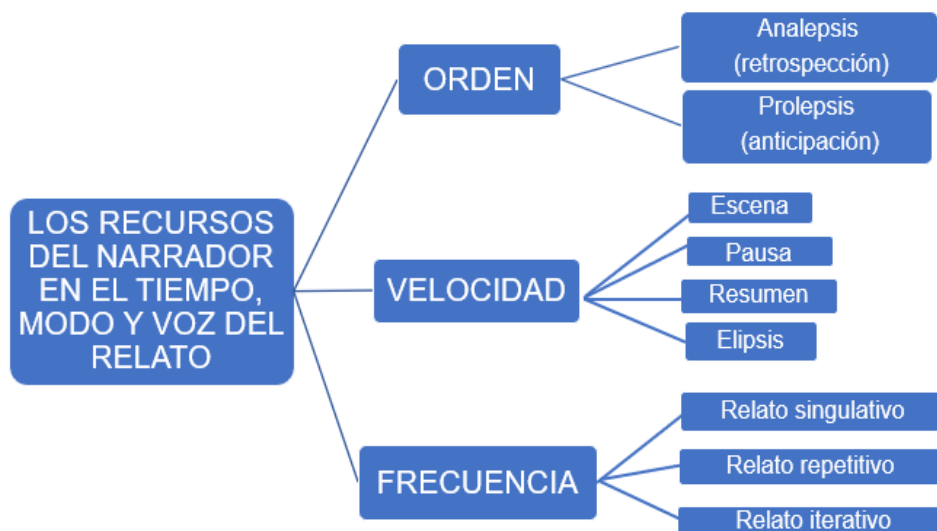 LOS RECURSOS
DEL NARRADOR
EN EL TIEMPO,
MODO Y VOZ DEL
RELATO
ORDEN
Analepsis
(retrospección)
Prolepsis
(anticipación)
VELOCIDAD
Escena
Pausa
Resumen
Elipsis
FRECUENCIA
Relato singulativo
Relato repetitivo
Relato iterativo